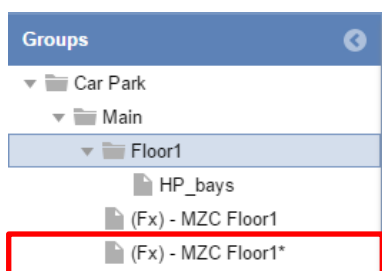 Groups
Car Park
Main
Floor1
HP_bays
(Fx) - MZC Floor1
(Fx) - MZC Floor1*